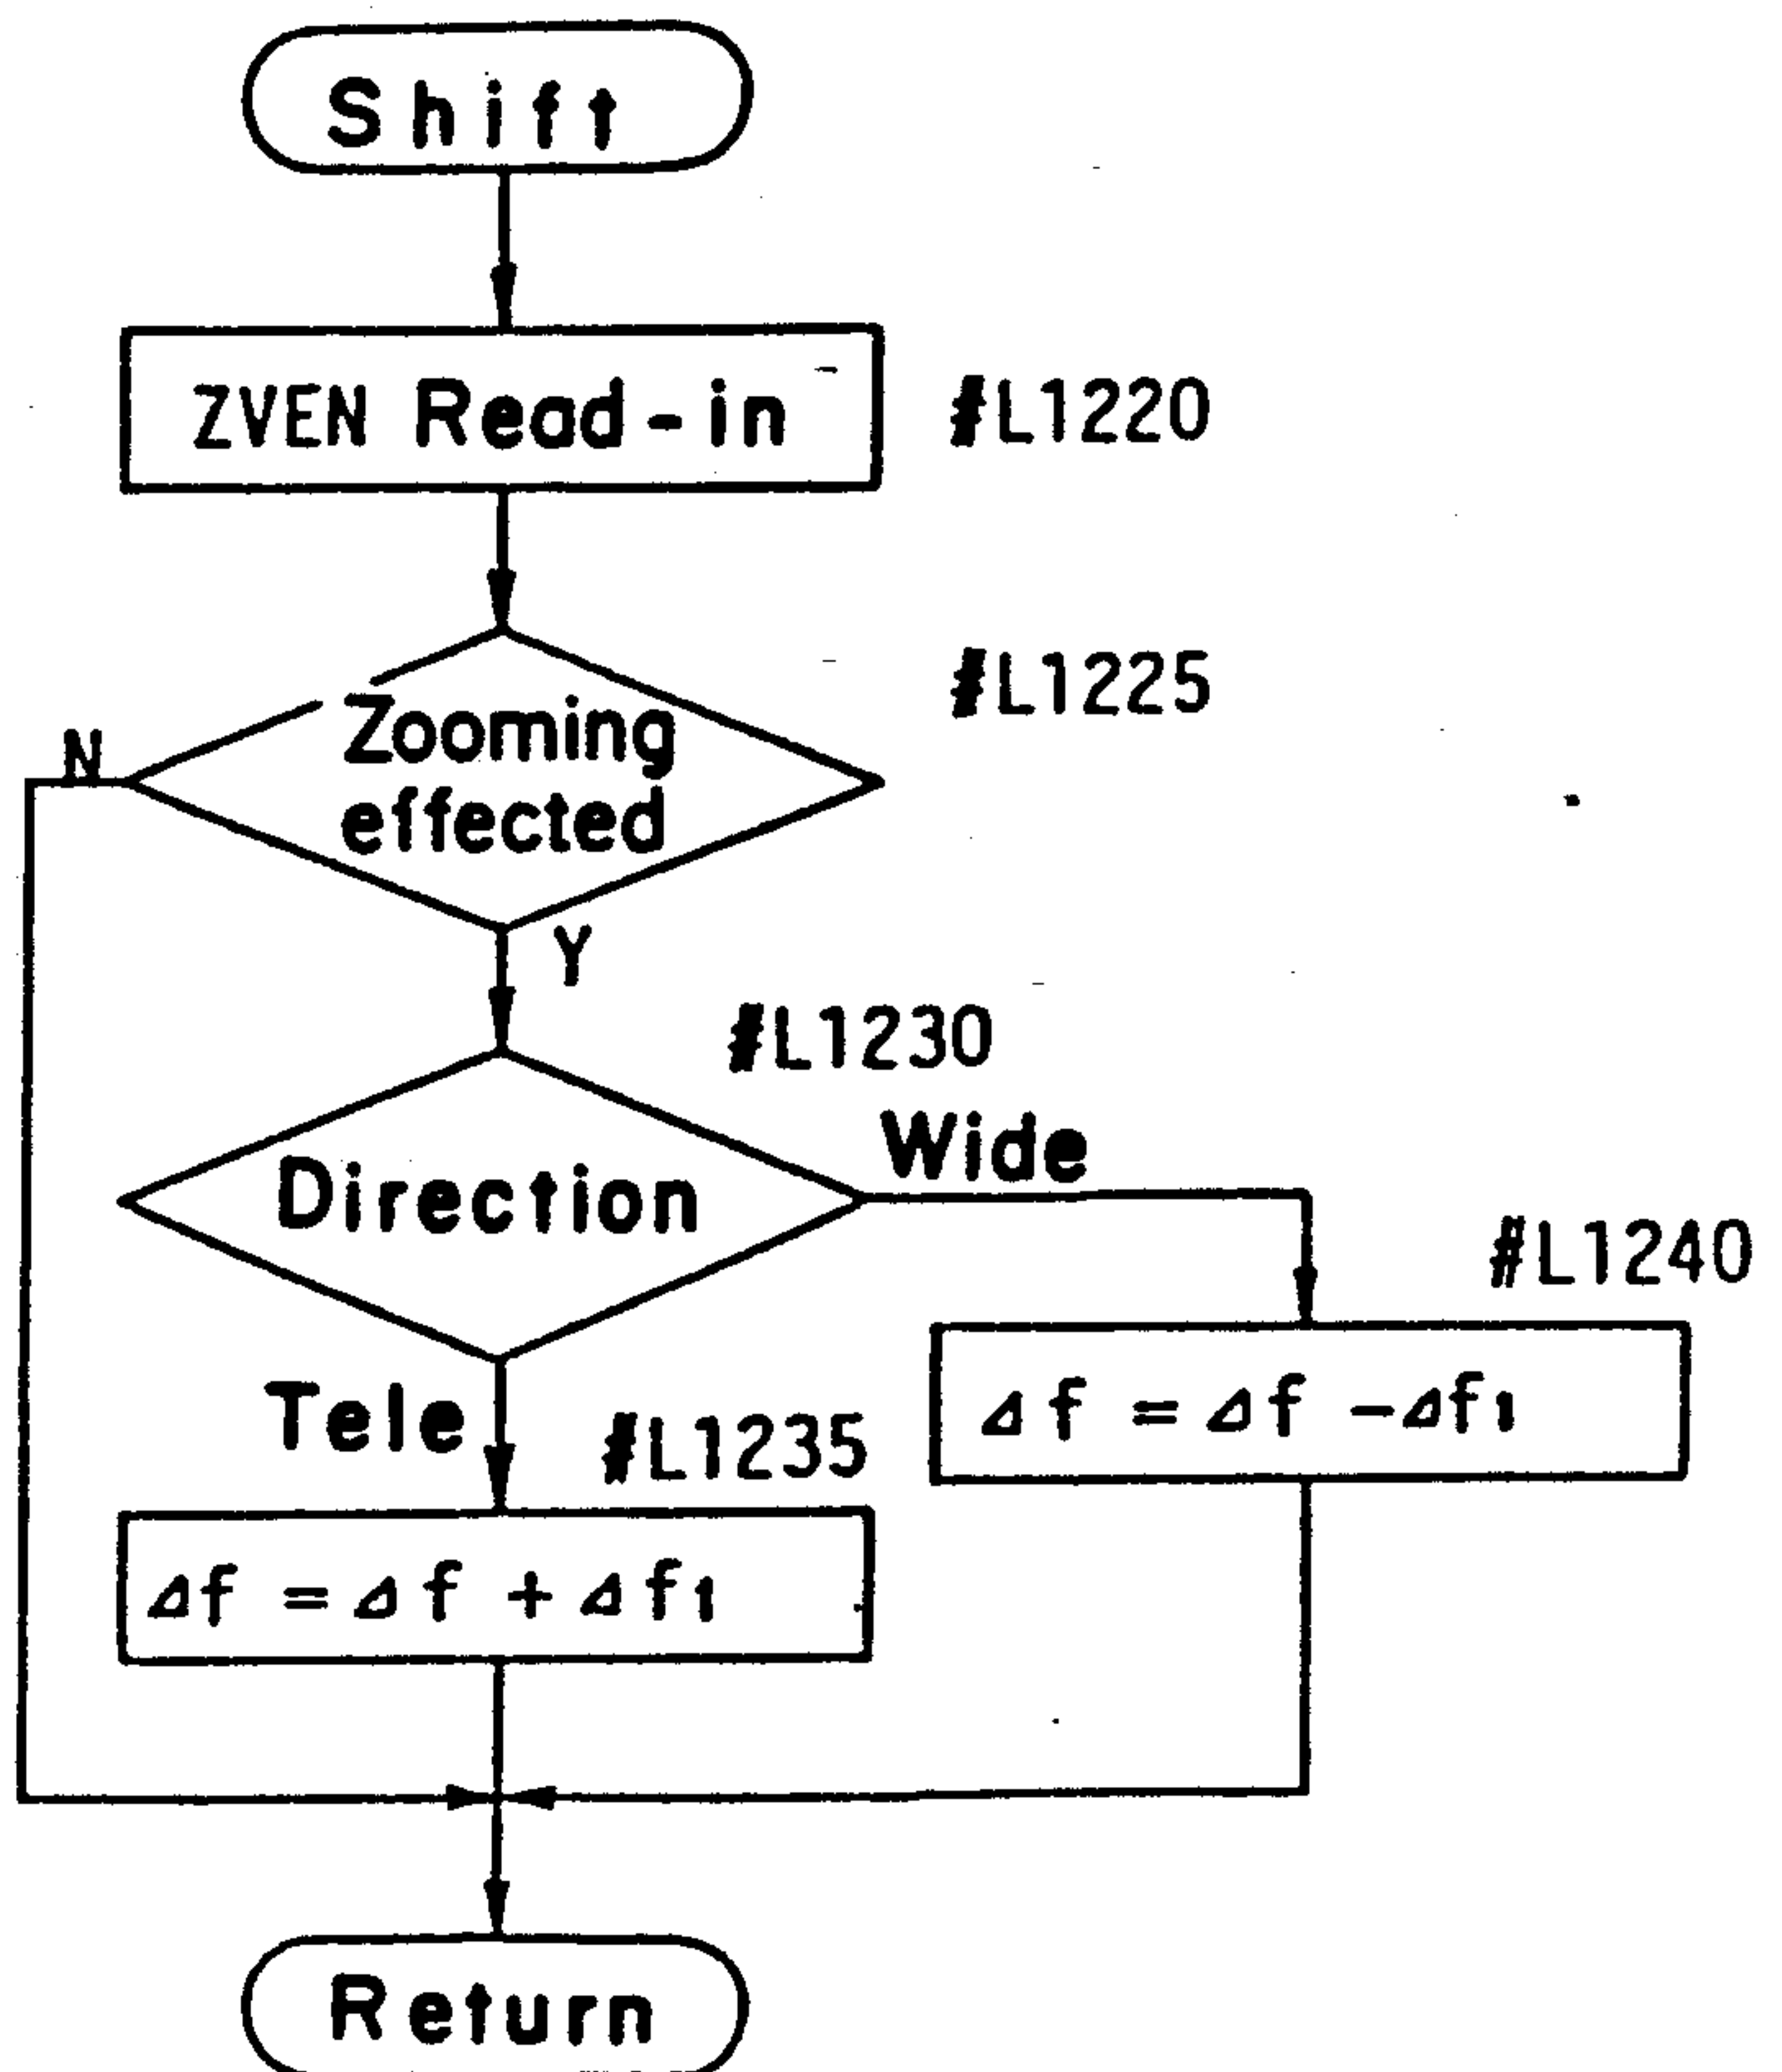 Shift
ZVEN Read-in
#L1220
#L1225
Zooming
effected
N
Y
#L1230
Wide
Direction
#L1240
Δf = Δf -Δf1
Tele
#L1235
Δf = Δf + Δf1
Return